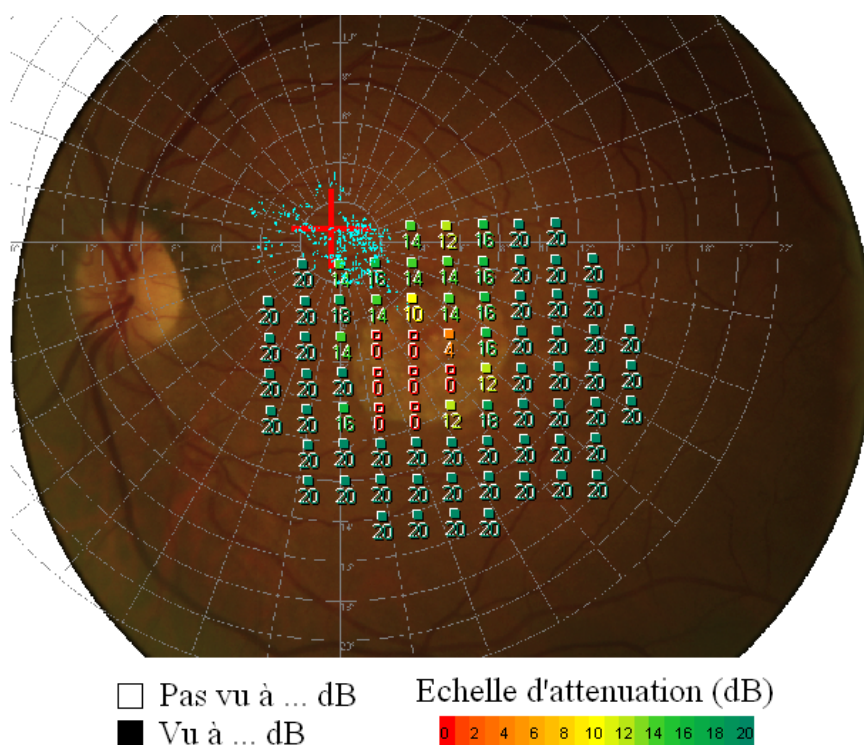 14 12 16 20 20
20 14 16 14 14 16 20 20 20
20 20 16 14 10 14 16 20 20 20
20 20 14 0 0 4 16 20 20 20 20
20 20 20 0 0 0 12 20 20 20 20
20 20 16 0 0 12 16 20 20 20 20
20 20 20 20 20 20 20 20 20
20 20 20 20 20 20 20 20 20
20 20 20 20
Pas vu à ... dB
Vu à ... dB
Echelle d'attenuation (dB)
0 2 4 6 8 10 12 14 16 18 20